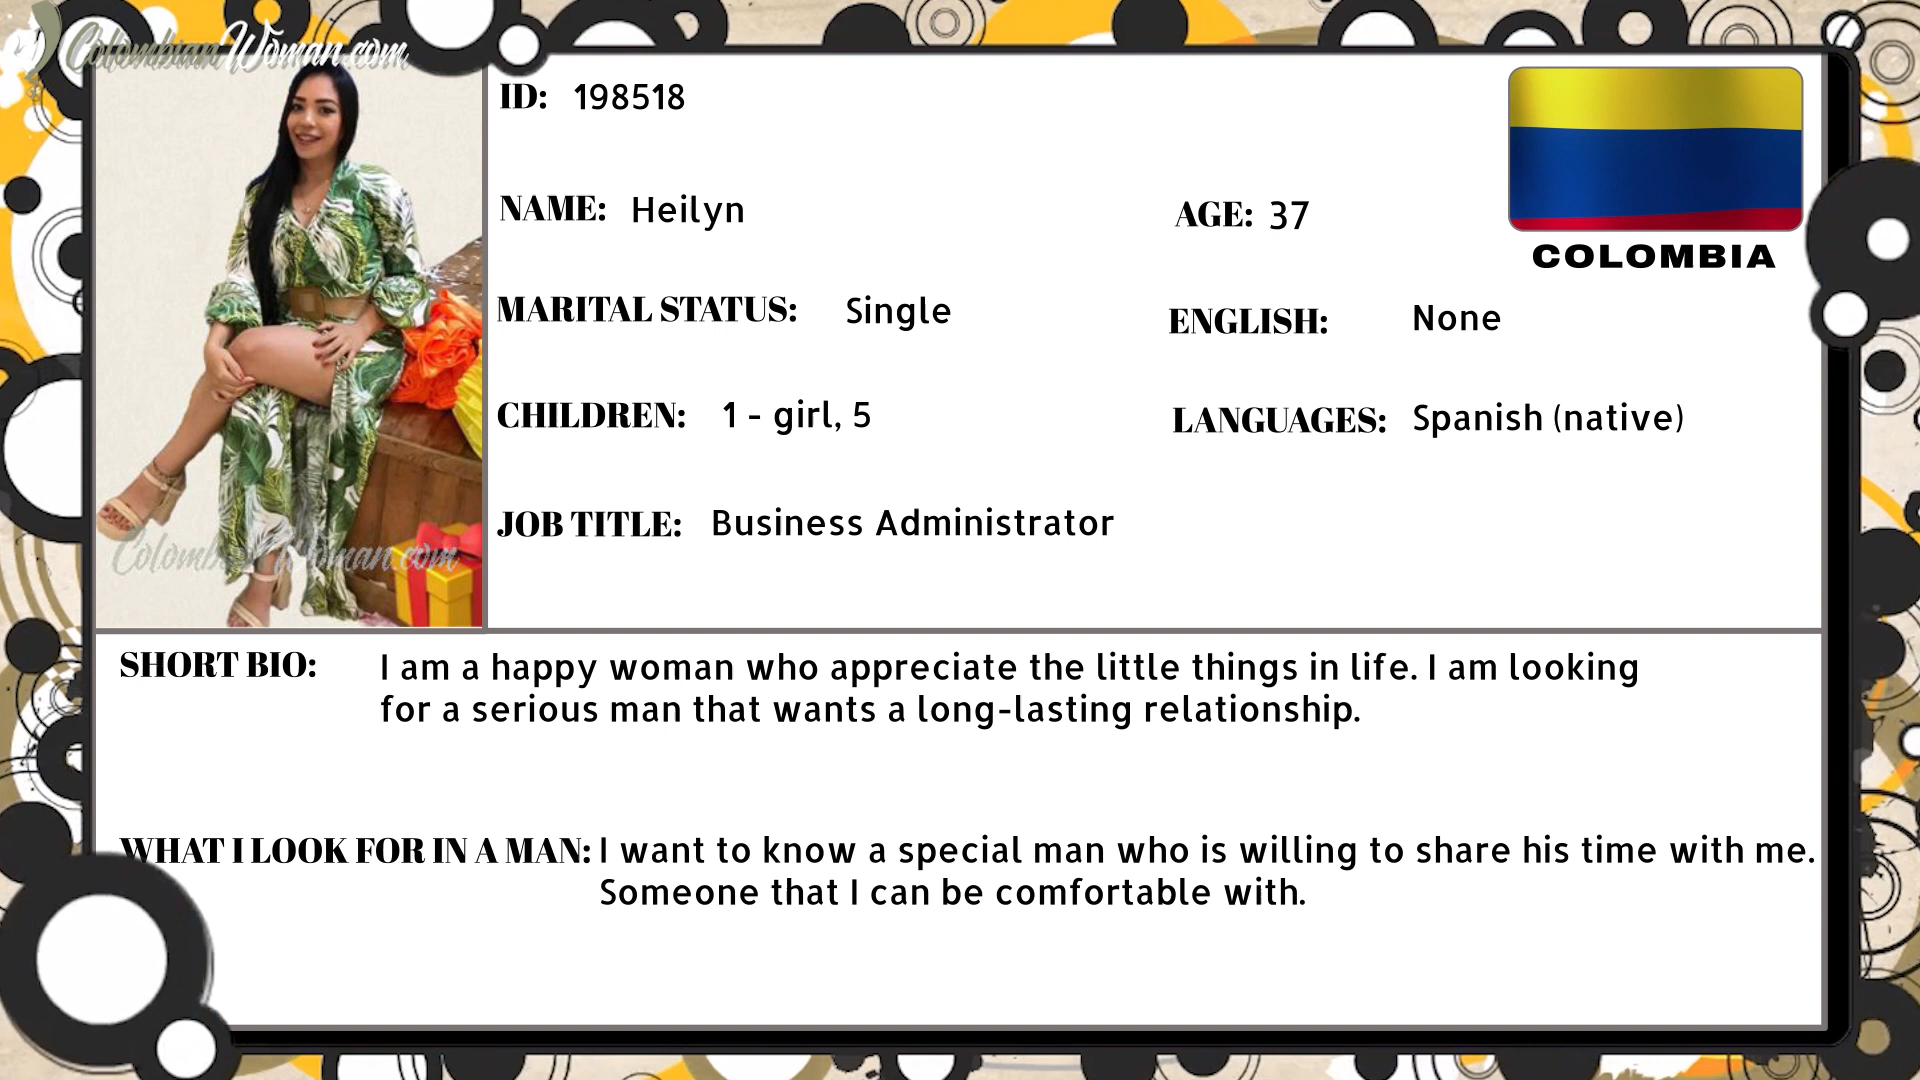 ColombianWoman.com
ID: 198518
NAME: Heilyn
AGE: 37
COLOMBIA
MARITAL STATUS: Single
ENGLISH: None
CHILDREN: 1 - girl, 5
LANGUAGES: Spanish (native)
JOB TITLE: Business Administrator
ColombianWoman.com
SHORT BIO: I am a happy woman who appreciate the little things in life. I am looking
for a serious man that wants a long-lasting relationship.
WHAT I LOOK FOR IN A MAN: I want to know a special man who is willing to share his time with me.
Someone that I can be comfortable with.